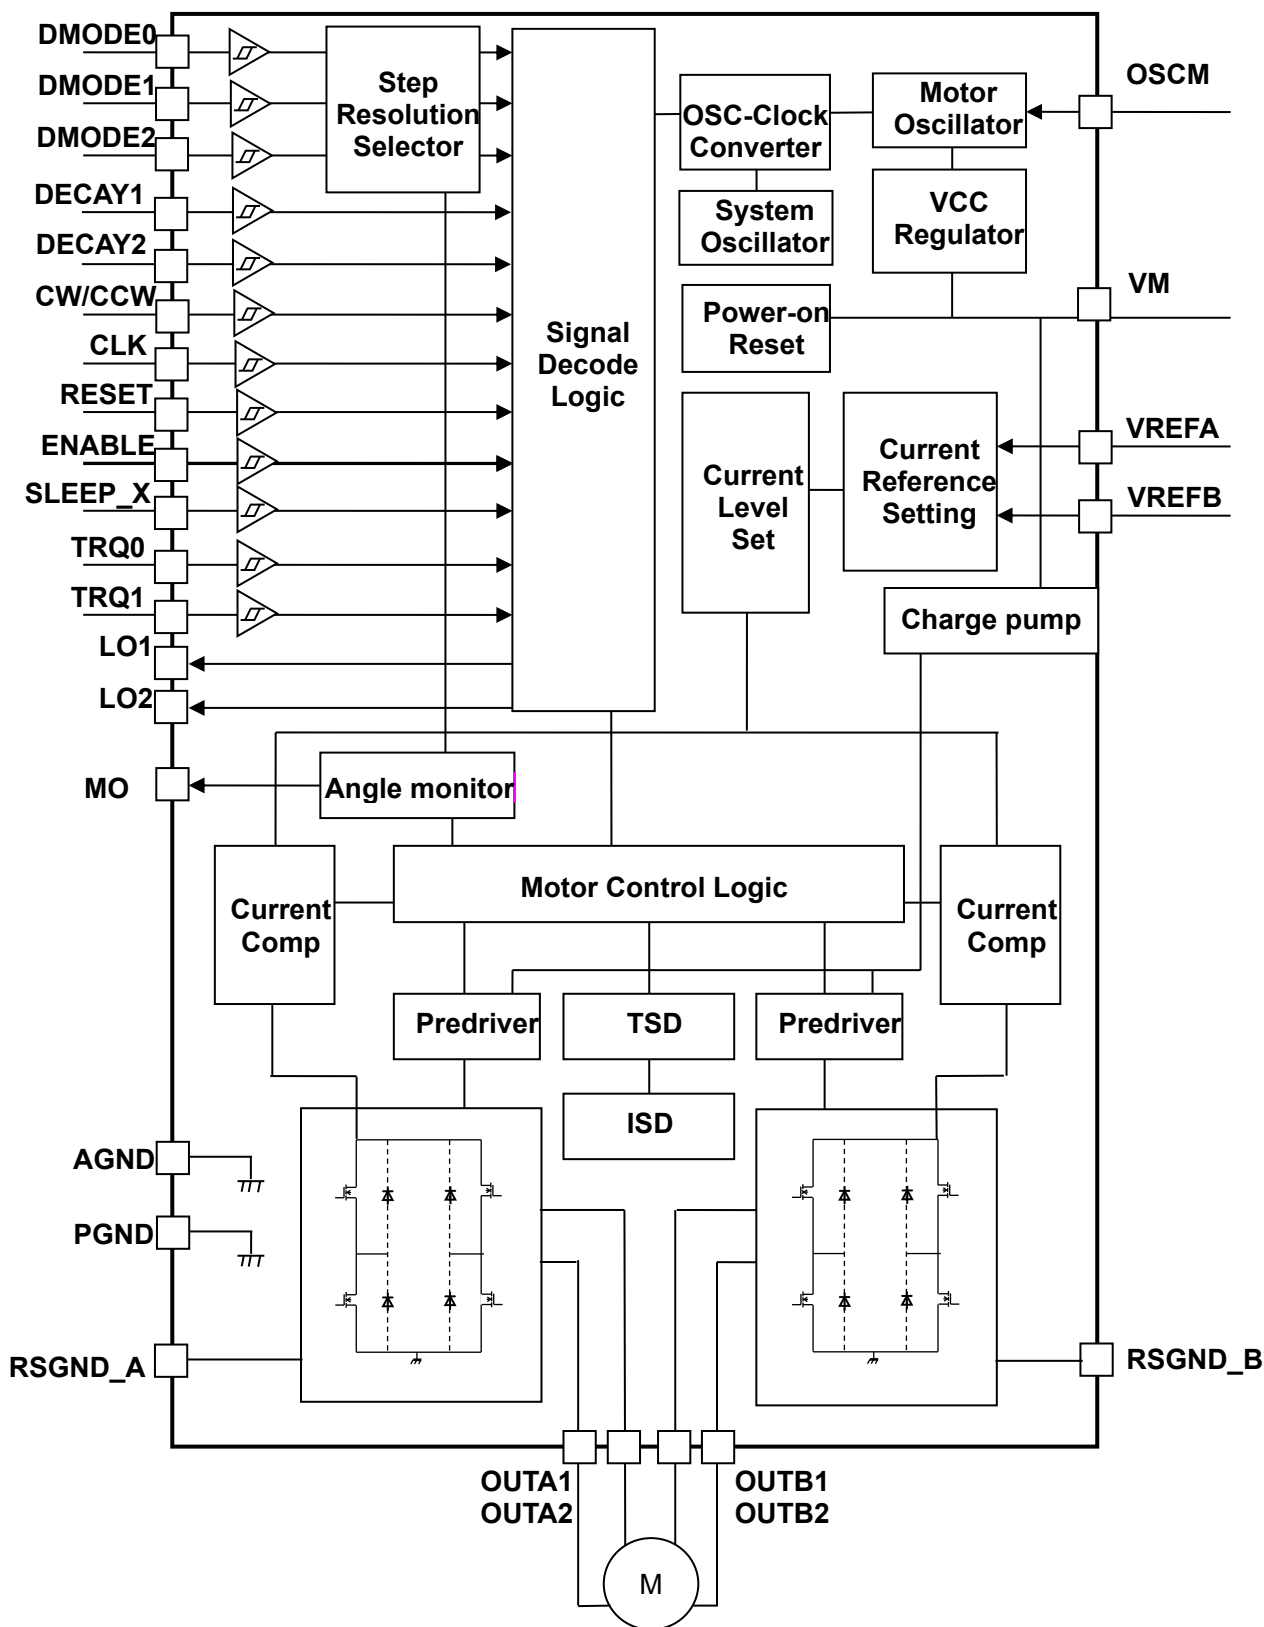 DMODE0
DMODE1
DMODE2
DECAY1
DECAY2
CW/CCW
CLK
RESET
ENABLE
SLEEP_X
TRQ0
TRQ1
LO1
LO2
MO
AGND
PGND
RSGND_A
Step
Resolution
Selector
Signal
Decode
Logic
OSC-Clock
Converter
Motor
Oscillator
System
Oscillator
VCC
Regulator
Power-on
Reset
Current
Level
Set
Current
Reference
Setting
Charge pump
OSCM
VM
VREFA
VREFB
Angle monitor
Motor Control Logic
Current
Comp
Current
Comp
Predriver
TSD
Predriver
ISD
RSGND_B
OUTA1
OUTA2
OUTB1
OUTB2
M